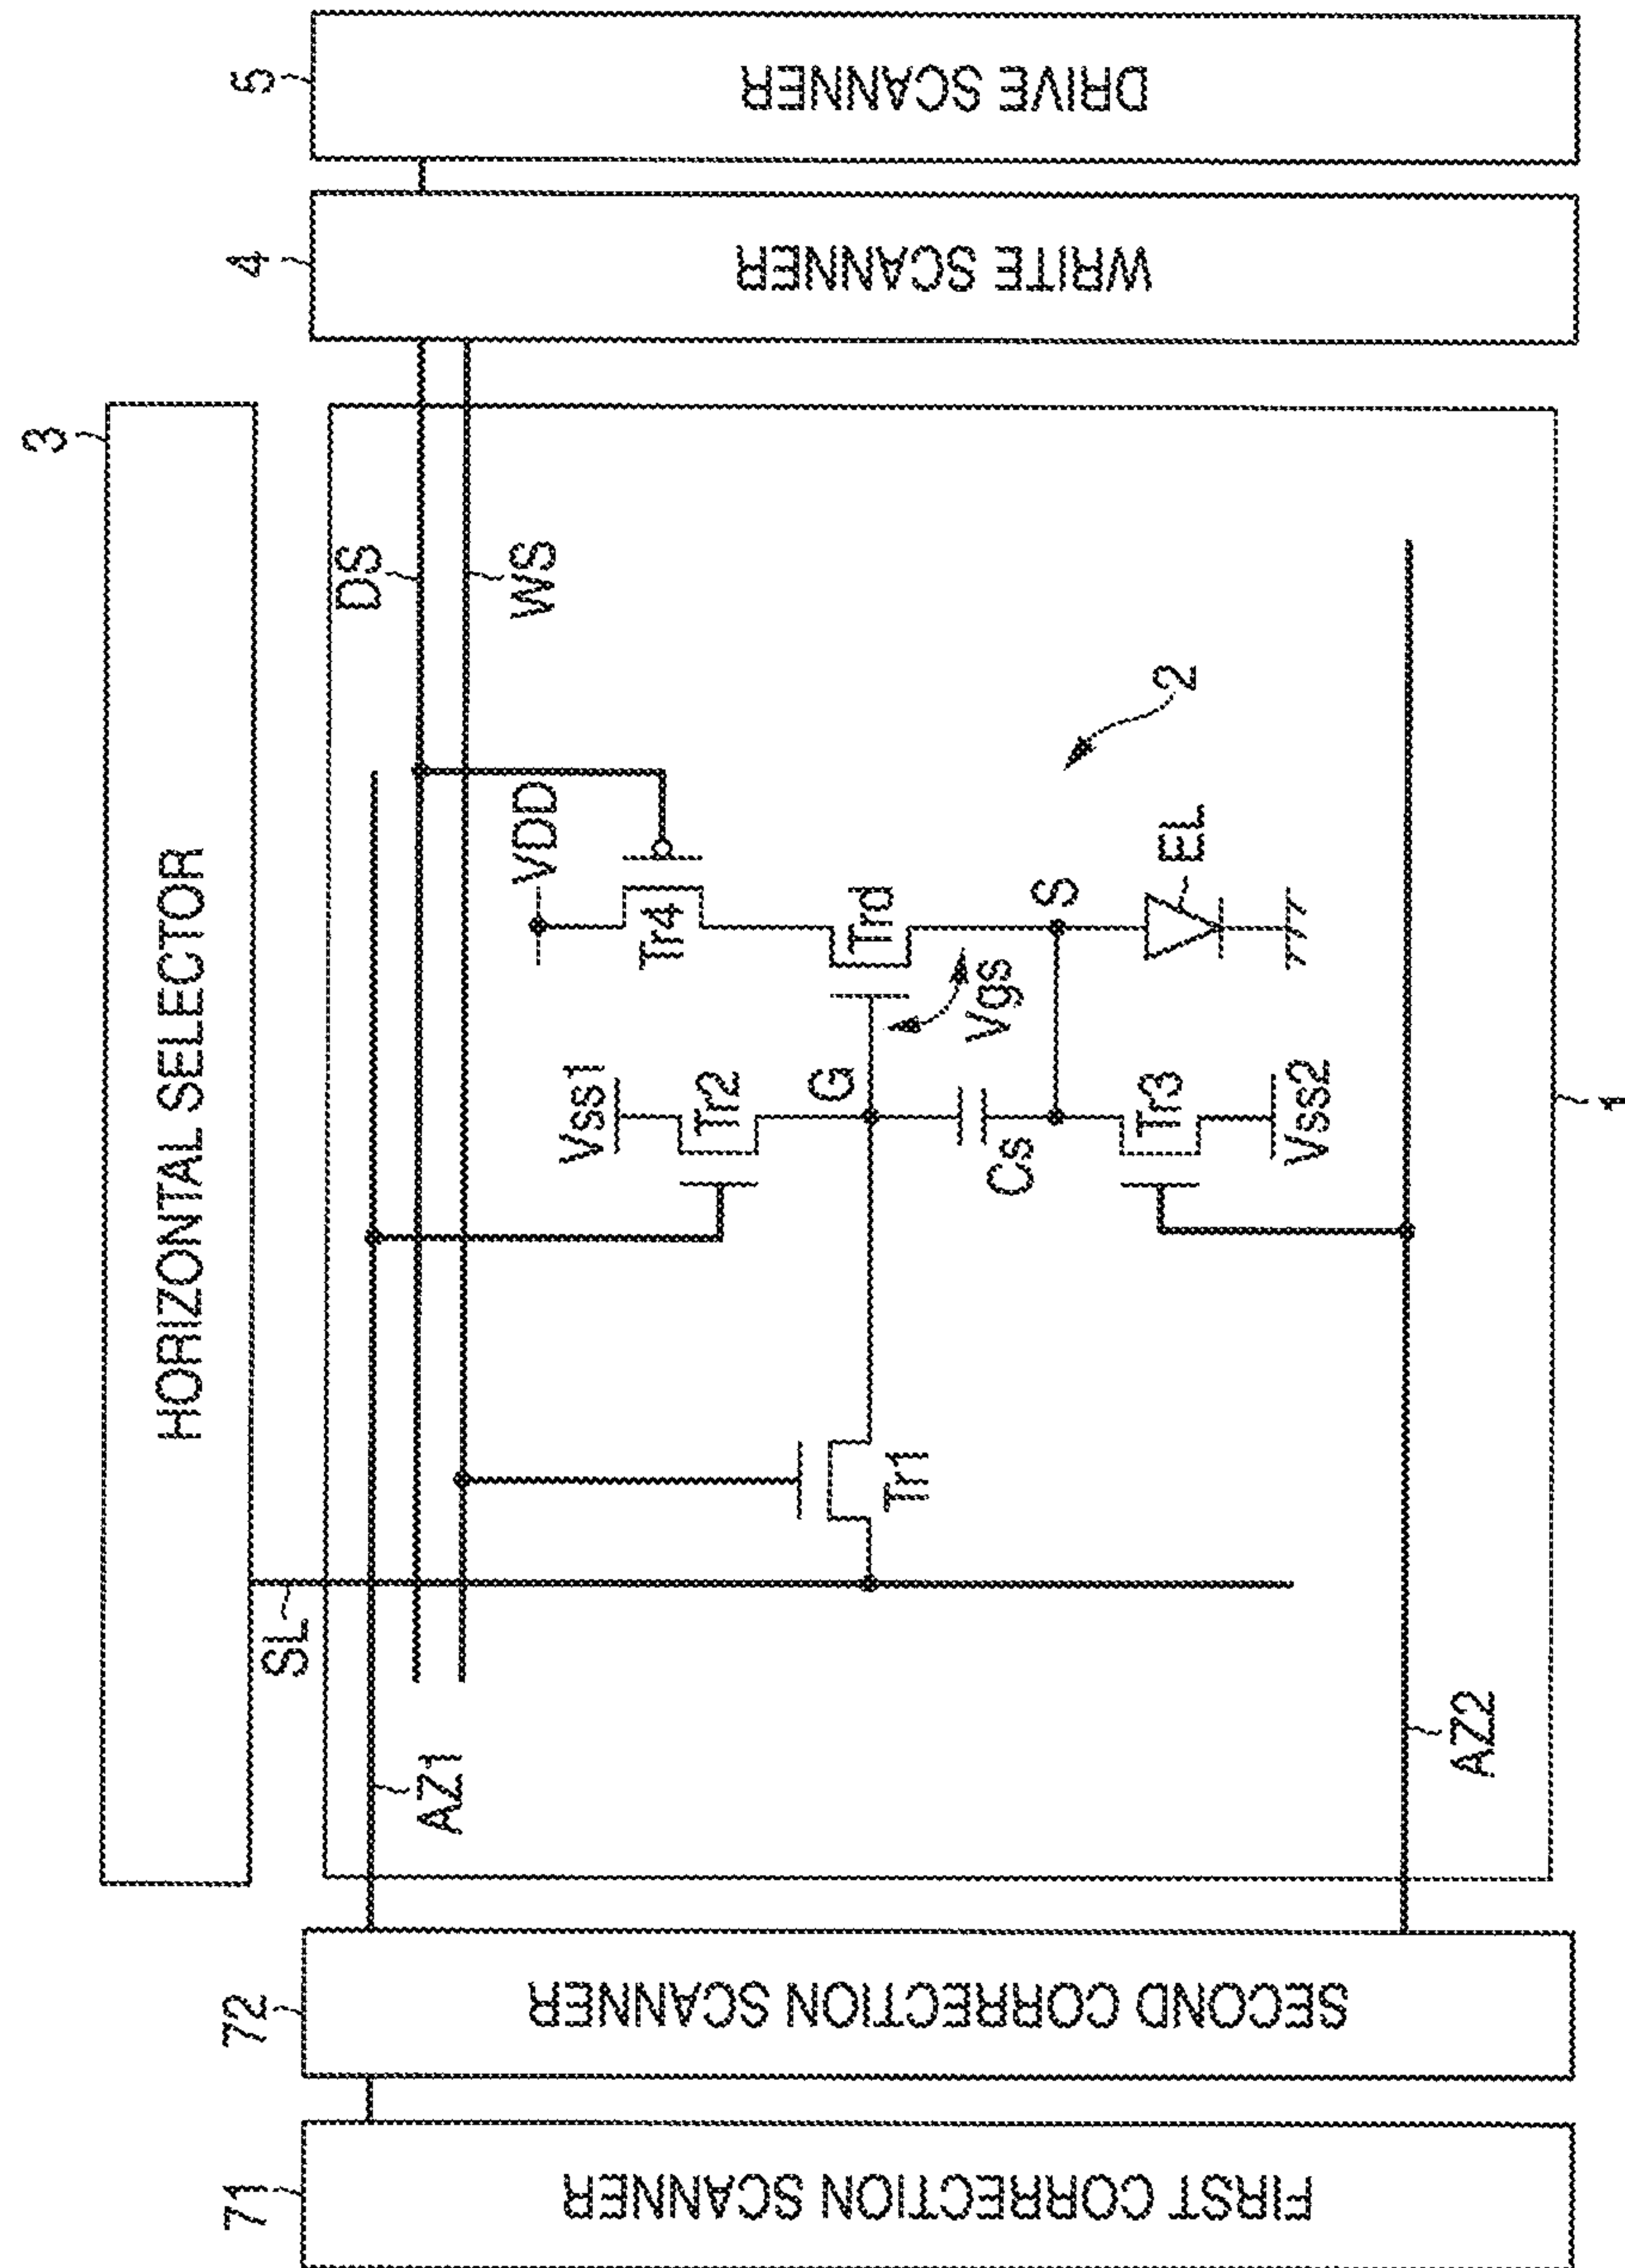 3
HORIZONTAL SELECTOR
71
FIRST CORRECTION SCANNER
72
SECOND CORRECTION SCANNER
4
WRITE SCANNER
5
DRIVE SCANNER
SL
DS
AZ1
WS
VDD
Vss1
Tr4
Tr2
G
Trd
Tr1
Vgs
S
Cs
2
Tr3
EL
Vss2
AZ2
1